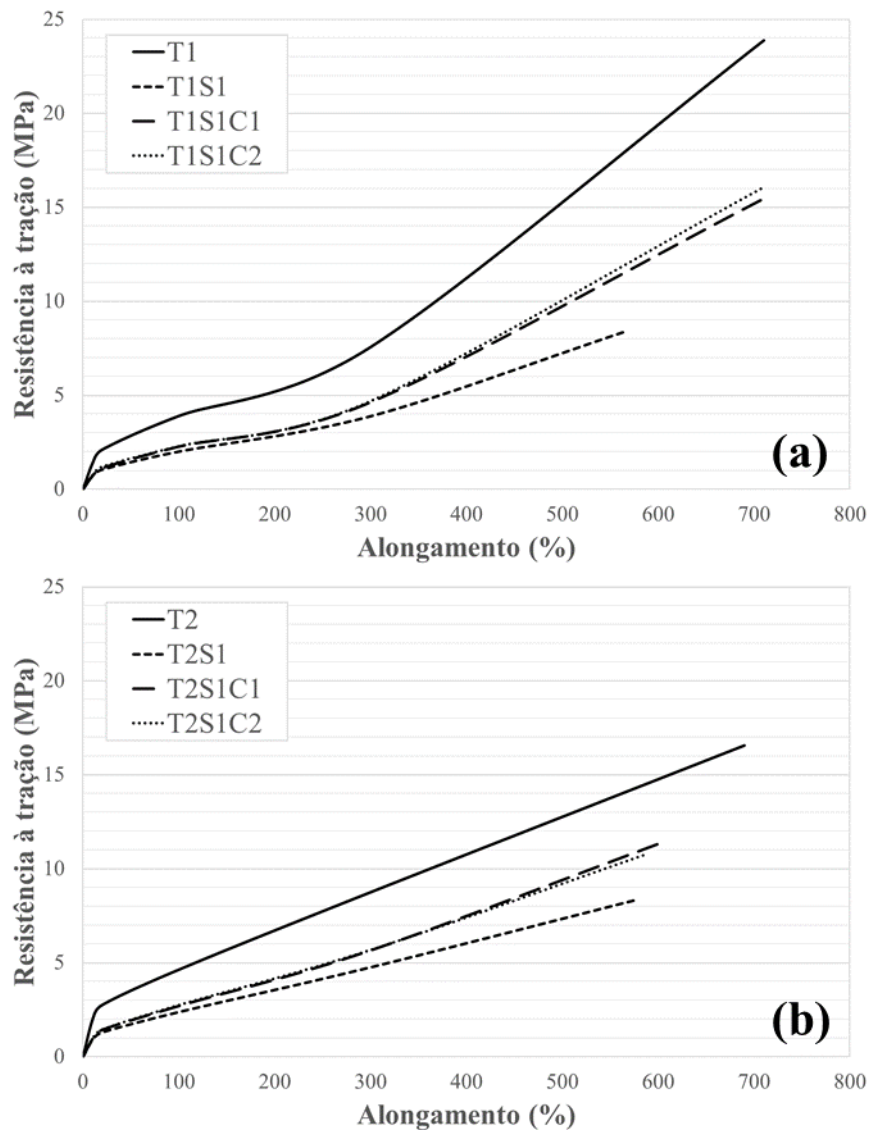 25
20
15
10
5
0
Resistência à tração (MPa)
T1
T1S1
T1S1C1
T1S1C2
(a)
0 100 200 300 400 500 600 700 800
Alongamento (%)
25
20
15
10
5
0
Resistência à tração (MPa)
T2
T2S1
T2S1C1
T2S1C2
(b)
0 100 200 300 400 500 600 700 800
Alongamento (%)